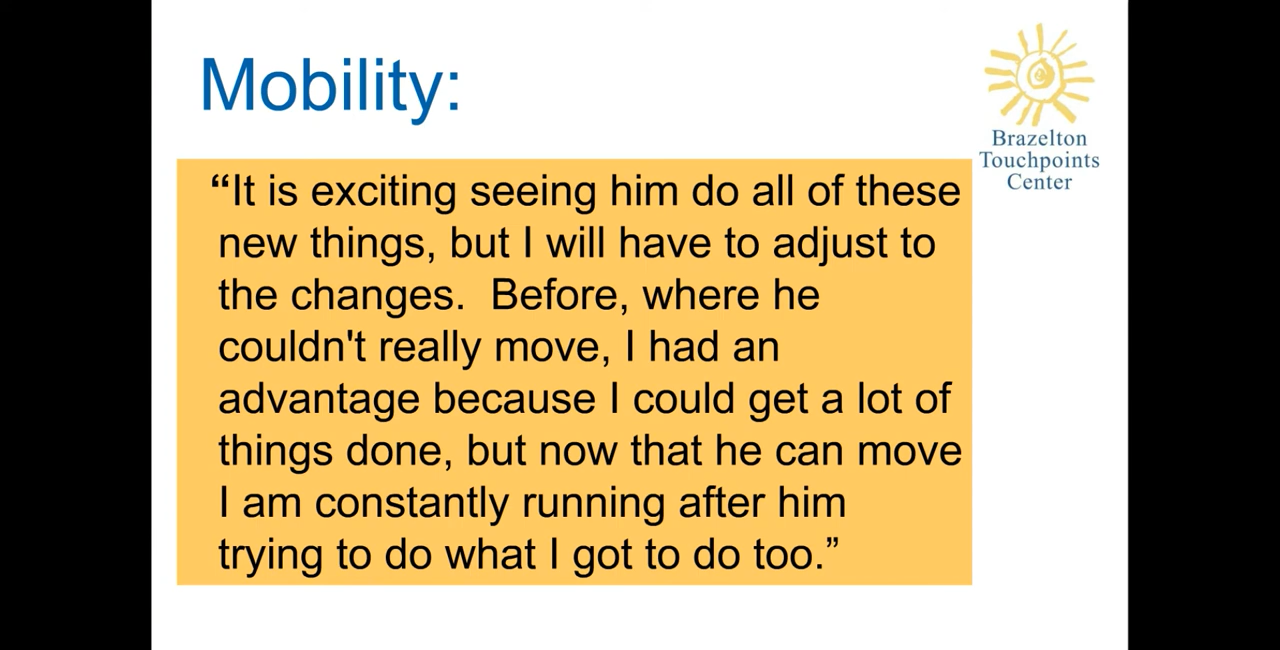 Mobility:
Brazelton
Touchpoints
Center
“It is exciting seeing him do all of these
new things, but I will have to adjust to
the changes.  Before, where he
couldn't really move, I had an
advantage because I could get a lot of
things done, but now that he can move
I am constantly running after him
trying to do what I got to do too.”